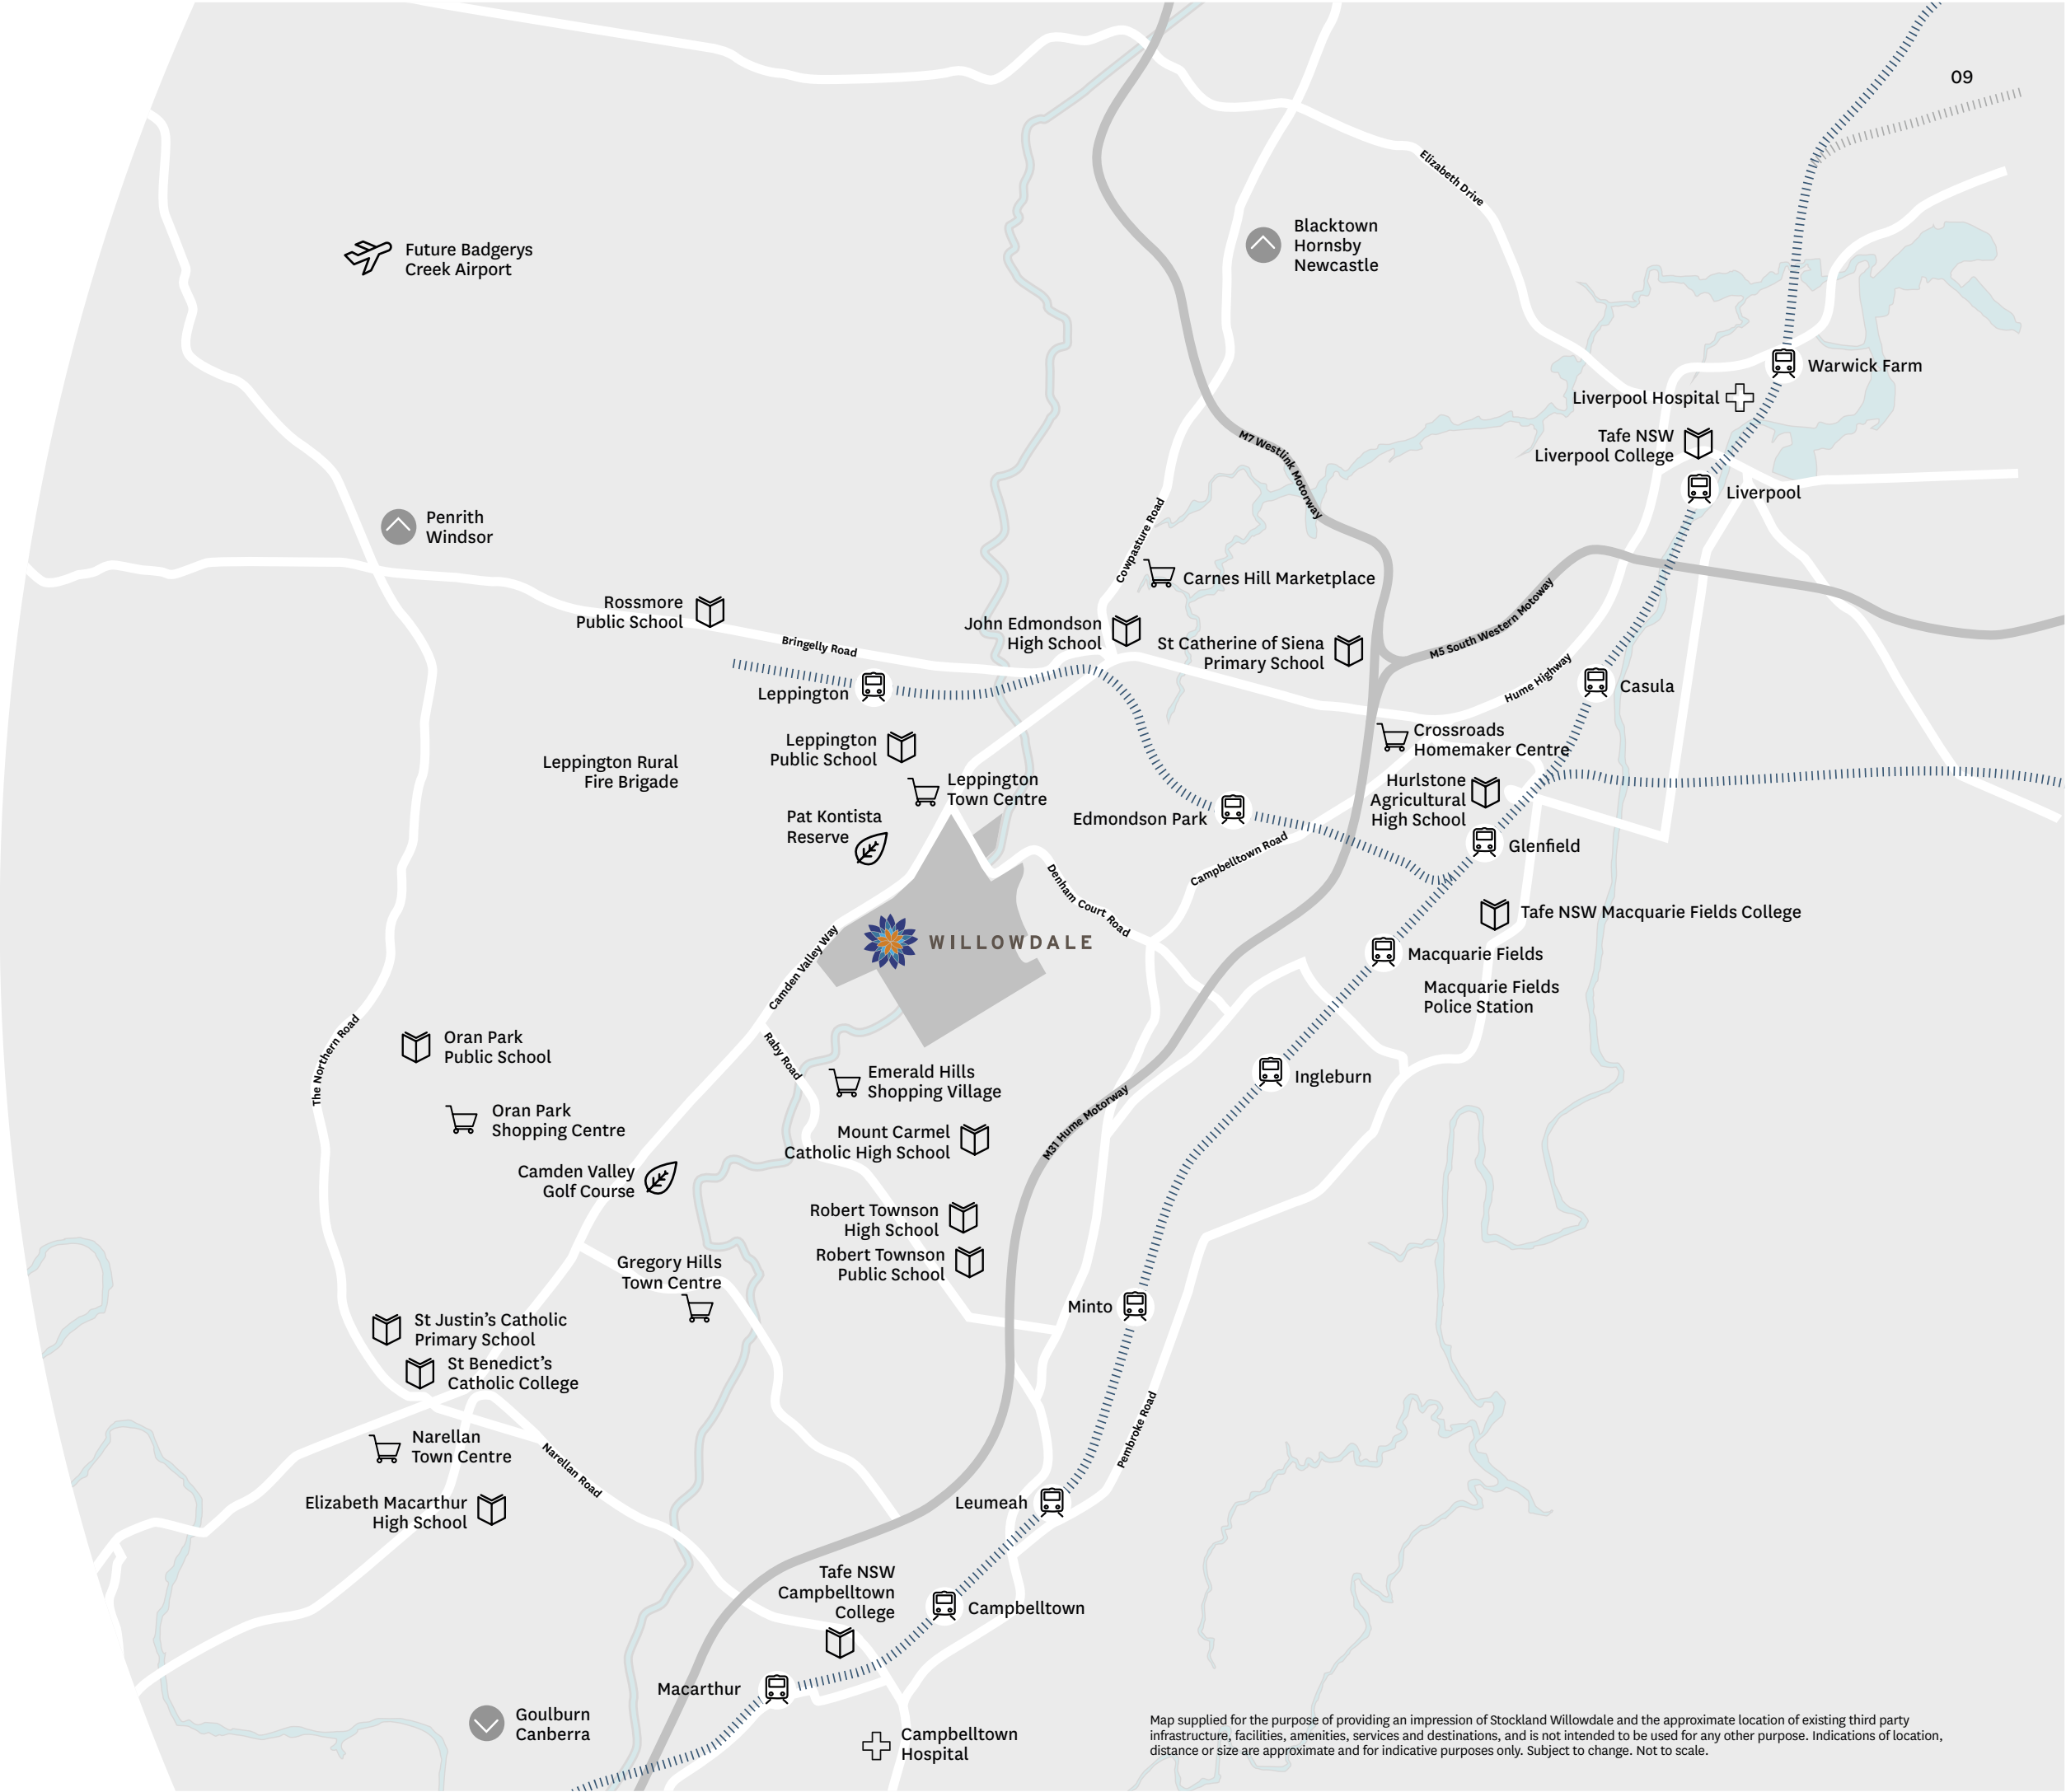 09
Elizabeth Drive
Blacktown
Hornsby
Newcastle
Future Badgerys
Creek Airport
Warwick Farm
Liverpool Hospital
Tafe NSW
Liverpool College
Liverpool
M7 Westlink Motorway
Penrith
Windsor
Cowpasture Road
Carnes Hill Marketplace
Rossmore
Public School
John Edmondson
High School
St Catherine of Siena
Primary School
M5 South Western Motoway
Bringelly Road
Hume Highway
Leppington
Casula
Leppington
Public School
Crossroads
Homemaker Centre
Leppington Rural
Fire Brigade
Leppington
Town Centre
Hurlstone
Agricultural
High School
Pat Kontista
Reserve
Edmondson Park
Glenfield
Campbelltown Road
Denham Court Road
Tafe NSW Macquarie Fields College
WILLOWDALE
Macquarie Fields
Camden Valley Way
Macquarie Fields
Police Station
Oran Park
Public School
The Northern Road
Raby Road
Emerald Hills
Shopping Village
Ingleburn
Oran Park
Shopping Centre
M31 Hume Motorway
Mount Carmel
Catholic High School
Camden Valley
Golf Course
Robert Townson
High School
Robert Townson
Public School
Gregory Hills
Town Centre
Minto
St Justin's Catholic
Primary School
St Benedict's
Catholic College
Narellan
Town Centre
Narellan Road
Pembroke Road
Elizabeth Macarthur
High School
Leumeah
Tafe NSW
Campbelltown
College
Campbelltown
Macarthur
Goulburn
Canberra
Campbelltown
Hospital
Map supplied for the purpose of providing an impression of Stockland Willowdale and the approximate location of existing third party
infrastructure, facilities, amenities, services and destinations, and is not intended to be used for any other purpose. Indications of location,
distance or size are approximate and for indicative purposes only. Subject to change. Not to scale.